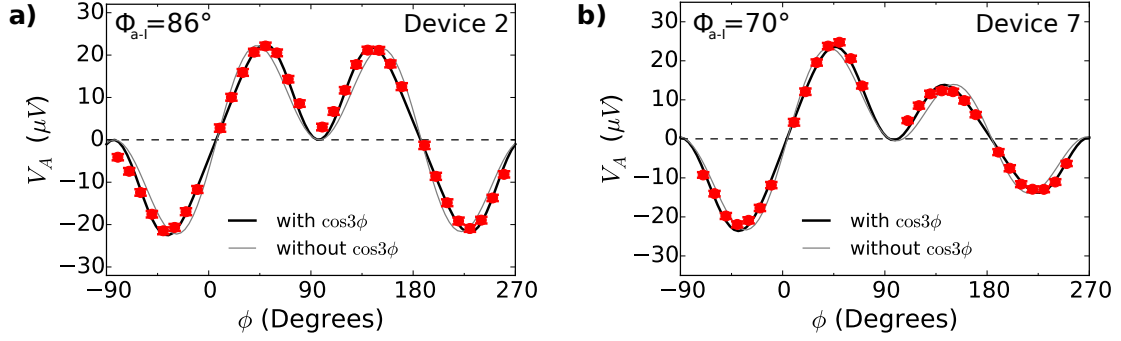 a)
Φa-I=86°
Device 2
30
20
10
0
−10
−20
−30
V_A (μV)
with cos3ϕ
without cos3ϕ
−90 0 90 180 270
ϕ (Degrees)
b)
Φa-I=70°
Device 7
30
20
10
0
−10
−20
−30
V_A (μV)
with cos3ϕ
without cos3ϕ
−90 0 90 180 270
ϕ (Degrees)